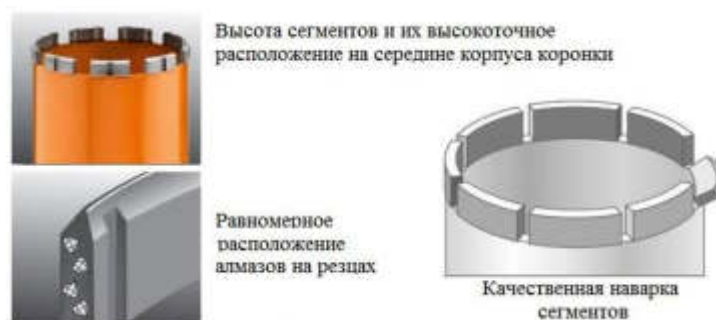 Высота сегментов и их высокоточное
расположение на середине корпуса коронки
Равномерное
расположение
алмазов на резцах
Качественная наварка
сегментов